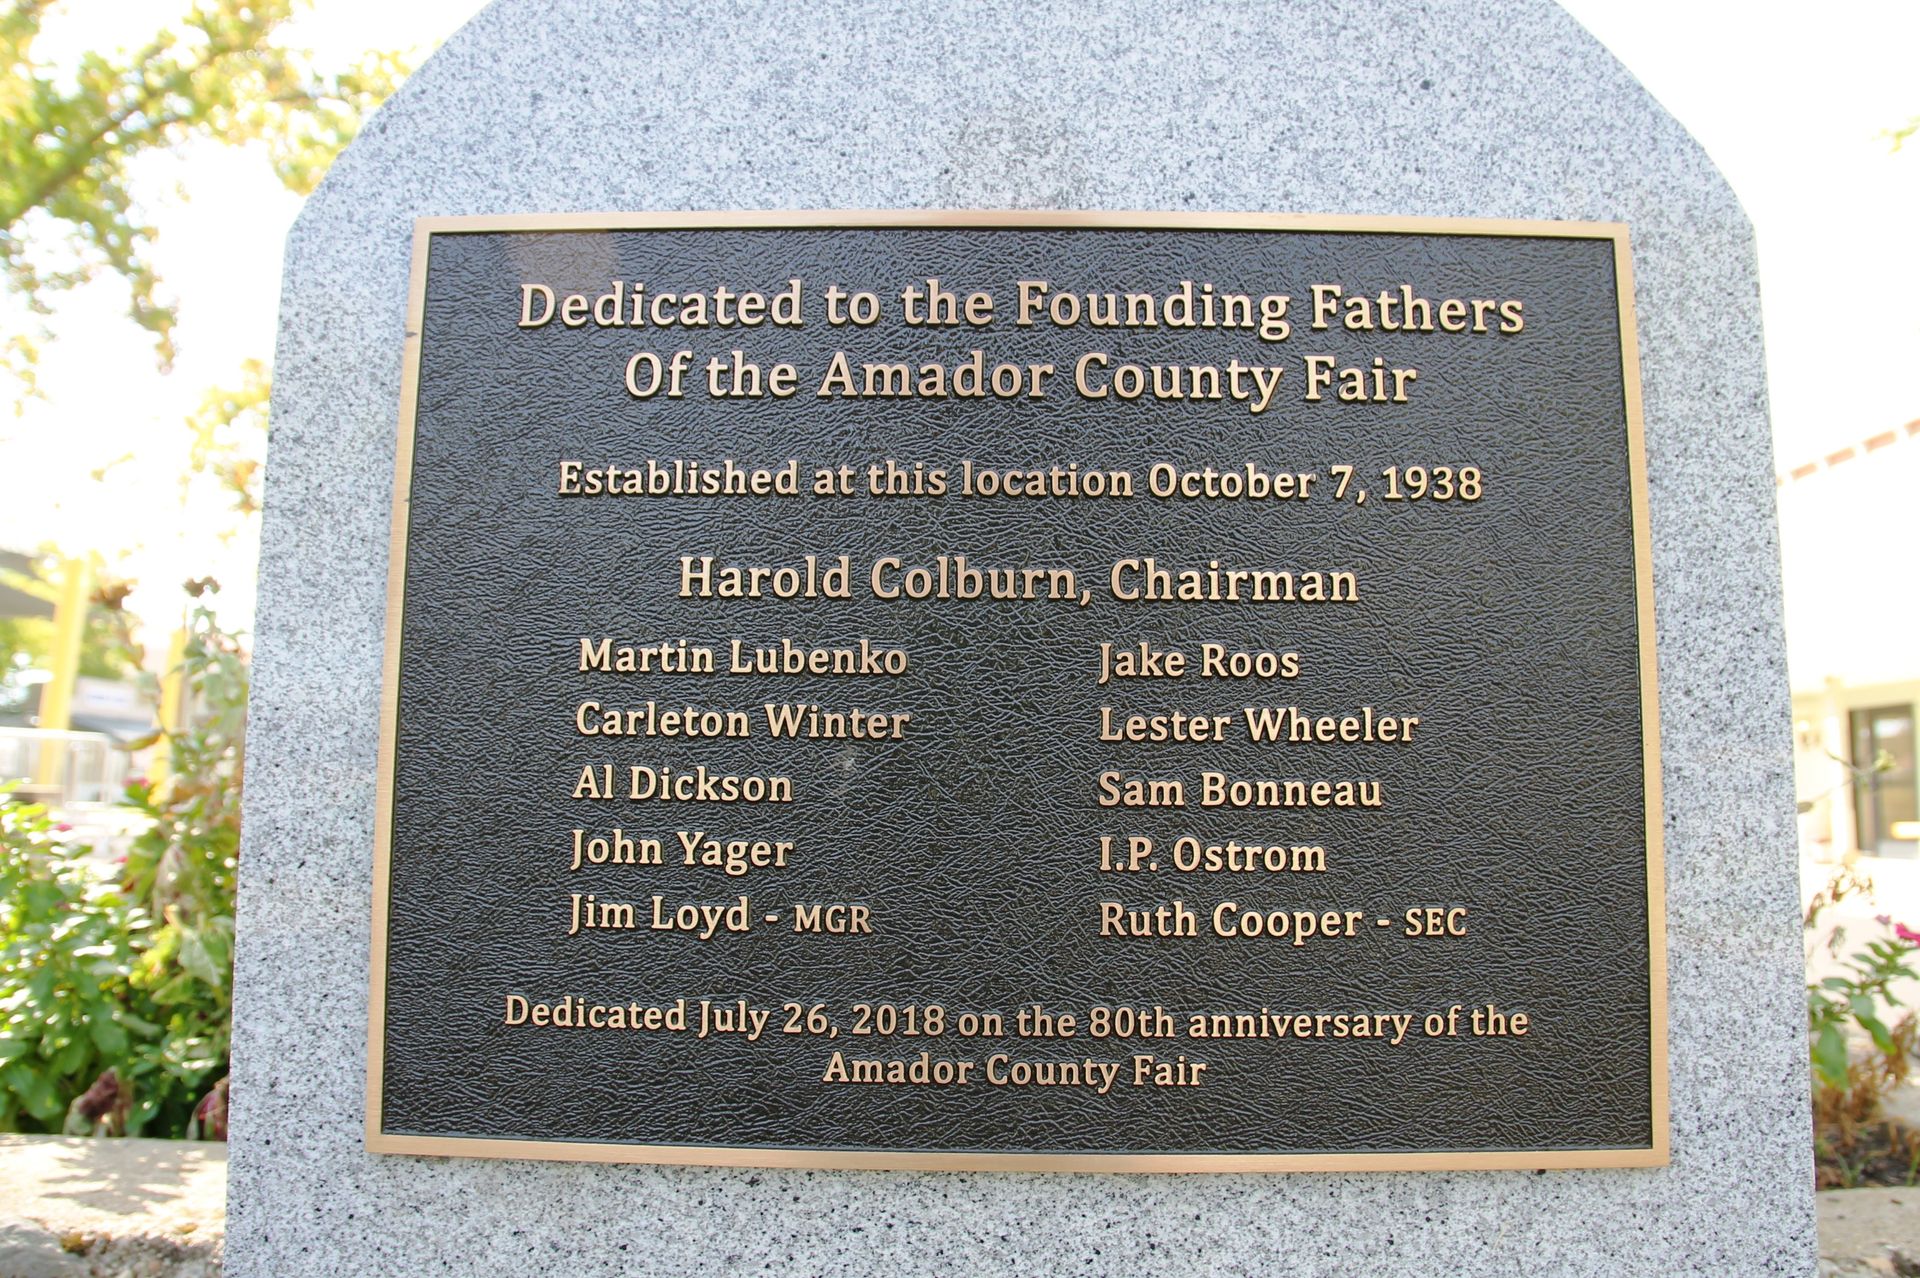 Dedicated to the Founding Fathers
Of the Amador County Fair
Established at this location October 7, 1938
Harold Colburn, Chairman
Martin Lubenko
Jake Roos
Carleton Winter
Lester Wheeler
Al Dickson
Sam Bonneau
John Yager
I.P. Ostrom
Jim Loyd - MGR
Ruth Cooper - SEC
Dedicated July 26, 2018 on the 80th anniversary of the
Amador County Fair